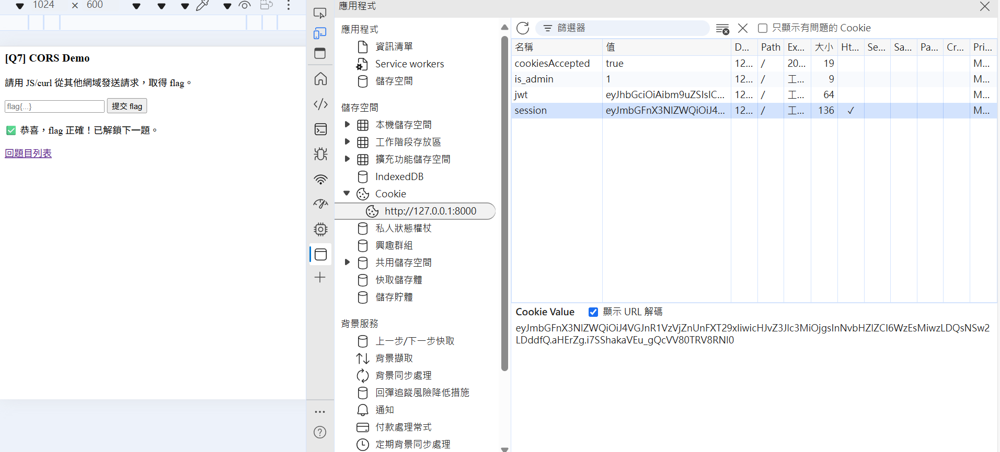 1024 × 600
[Q7] CORS Demo
請用 JS/curl 從其他網域發送請求，取得 flag。
flag{...} 提交 flag
✅ 恭喜，flag 正確！已解鎖下一題。
回題目列表
應用程式
應用程式
資訊清單
Service workers
儲存空間
儲存空間
本機儲存空間
工作階段存放區
擴充功能儲存空間
IndexedDB
Cookie
http://127.0.0.1:8000
私人狀態權杖
興趣群組
共用儲存空間
快取儲存體
儲存貯體
背景服務
上一步/下一步快取
背景擷取
背景同步處理
回彈追蹤風險降低措施
通知
付款處理常式
定期背景同步處理
篩選器 只顯示有問題的 Cookie
名稱 值 D... Path Ex... 大小 Ht... Se... Sa... Pa... Cr... Pri...
cookiesAccepted true 12... / 20... 19 M...
is_admin 1 12... / 工... 9 M...
jwt eyJhbGciOiAibm9uZSIsIC... 12... / 工... 64 M...
session eyJmbGFnX3NlZWQiOiJ4... 12... / 工... 136 ✓ M...
Cookie Value 顯示 URL 解碼
eyJmbGFnX3NlZWQiOiJ4VGJnR1VzVjZnUnFXT29xIiwicHJvZ3Jlc3MiOjgsInNvbHZlZCI6WzEsMiwzLDQsNSw2
LDddfQ.aHErZg.i7SShakaVEu_gQcVV80TRV8RNI0